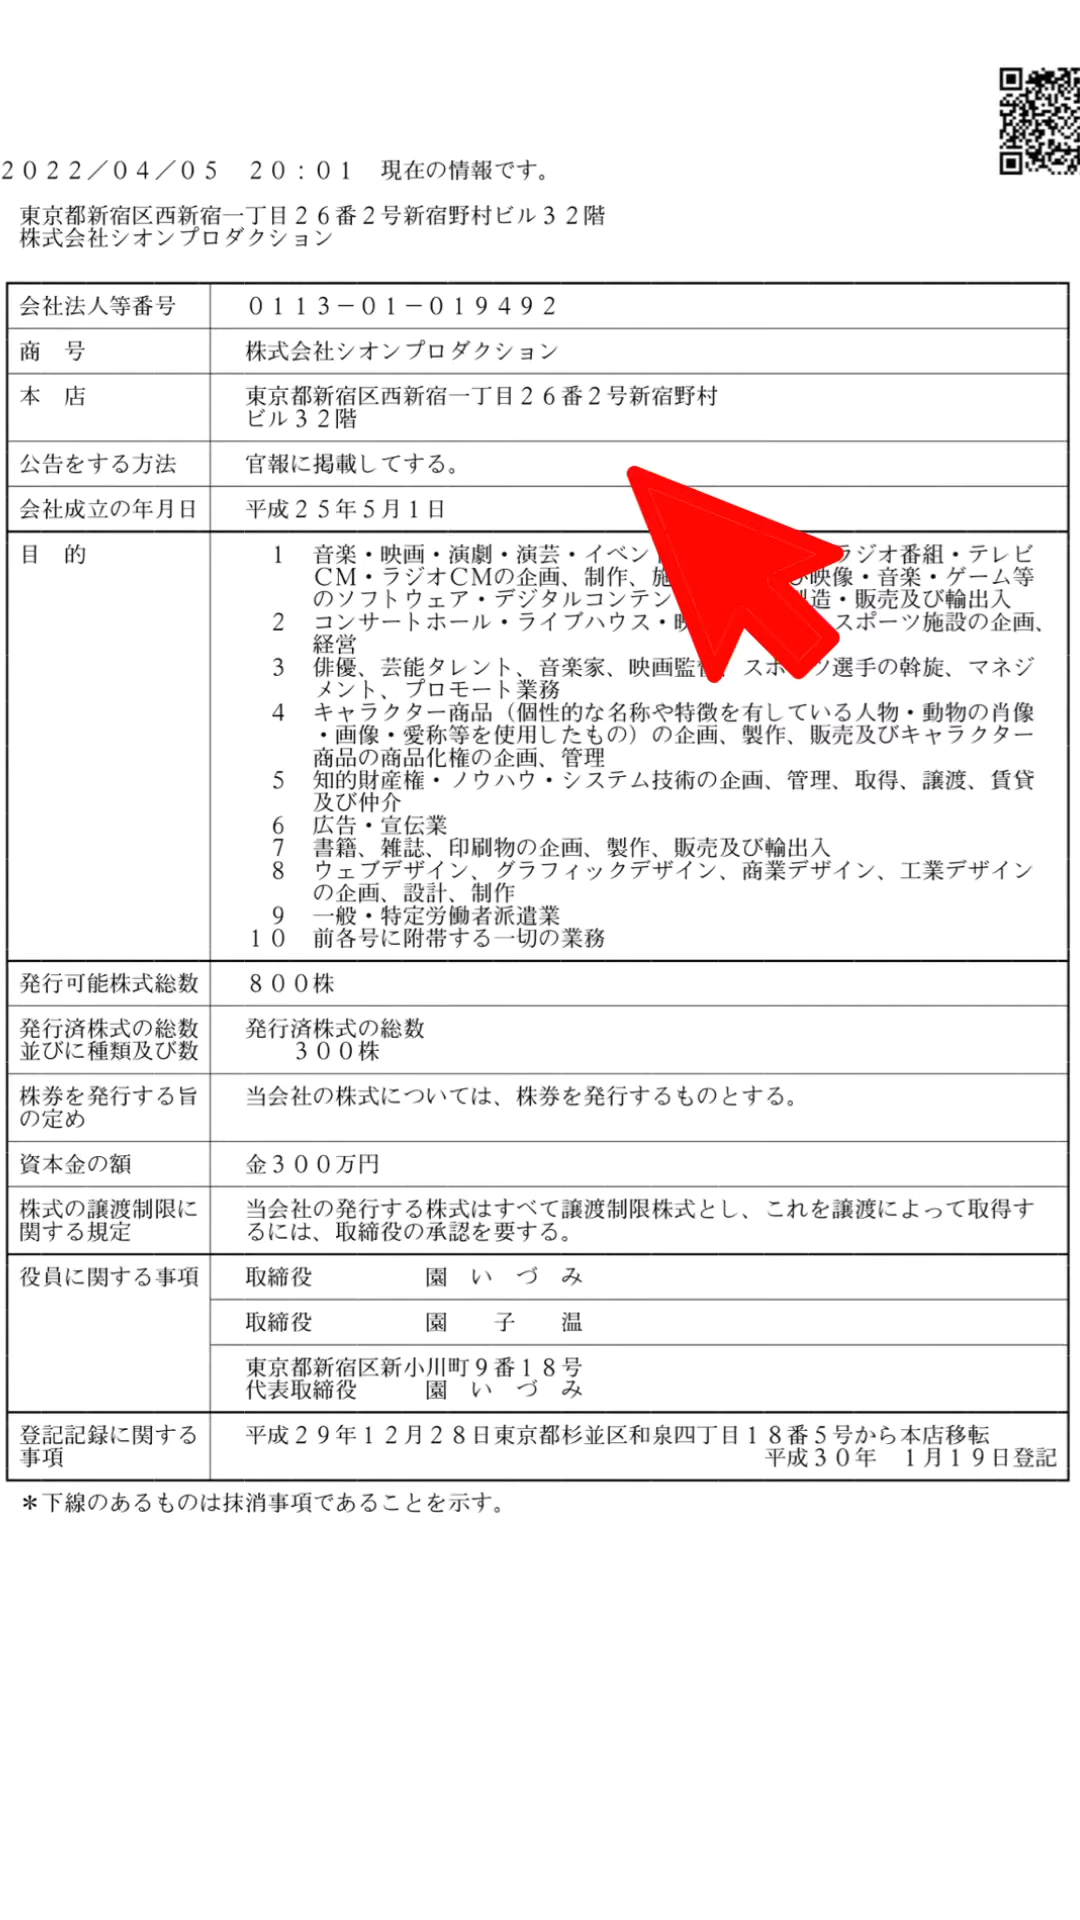 ２０２２／０４／０５　２０：０１　現在の情報です。
東京都新宿区西新宿一丁目２６番２号新宿野村ビル３２階
株式会社シオンプロダクション
会社法人等番号　０１１３－０１－０１９４９２
商　号　株式会社シオンプロダクション
本　店　東京都新宿区西新宿一丁目２６番２号新宿野村
ビル３２階
公告をする方法　官報に掲載してする。
会社成立の年月日　平成２５年５月１日
目　的　１　音楽・映画・演劇・演芸・イベン　ラジオ番組・テレビ
ＣＭ・ラジオＣＭの企画、制作、施　び映像・音楽・ゲーム等
のソフトウェア・デジタルコンテン　造・販売及び輸出入
２　コンサートホール・ライブハウス・映　スポーツ施設の企画、
経営
３　俳優、芸能タレント、音楽家、映画監督、スポーツ選手の斡旋、マネジ
メント、プロモート業務
４　キャラクター商品（個性的な名称や特徴を有している人物・動物の肖像
・画像・愛称等を使用したもの）の企画、製作、販売及びキャラクター
商品の商品化権の企画、管理
５　知的財産権・ノウハウ・システム技術の企画、管理、取得、譲渡、賃貸
及び仲介
６　広告・宣伝業
７　書籍、雑誌、印刷物の企画、製作、販売及び輸出入
８　ウェブデザイン、グラフィックデザイン、商業デザイン、工業デザイン
の企画、設計、制作
９　一般・特定労働者派遣業
１０　前各号に附帯する一切の業務
発行可能株式総数　８００株
発行済株式の総数　発行済株式の総数
並びに種類及び数　３００株
株券を発行する旨　当会社の株式については、株券を発行するものとする。
の定め
資本金の額　金３００万円
株式の譲渡制限に　当会社の発行する株式はすべて譲渡制限株式とし、これを譲渡によって取得す
関する規定　るには、取締役の承認を要する。
役員に関する事項　取締役　園　い　づ　み
取締役　園　子　温
東京都新宿区新小川町９番１８号
代表取締役　園　い　づ　み
登記記録に関する　平成２９年１２月２８日東京都杉並区和泉四丁目１８番５号から本店移転
事項　平成３０年　１月１９日登記
＊下線のあるものは抹消事項であることを示す。